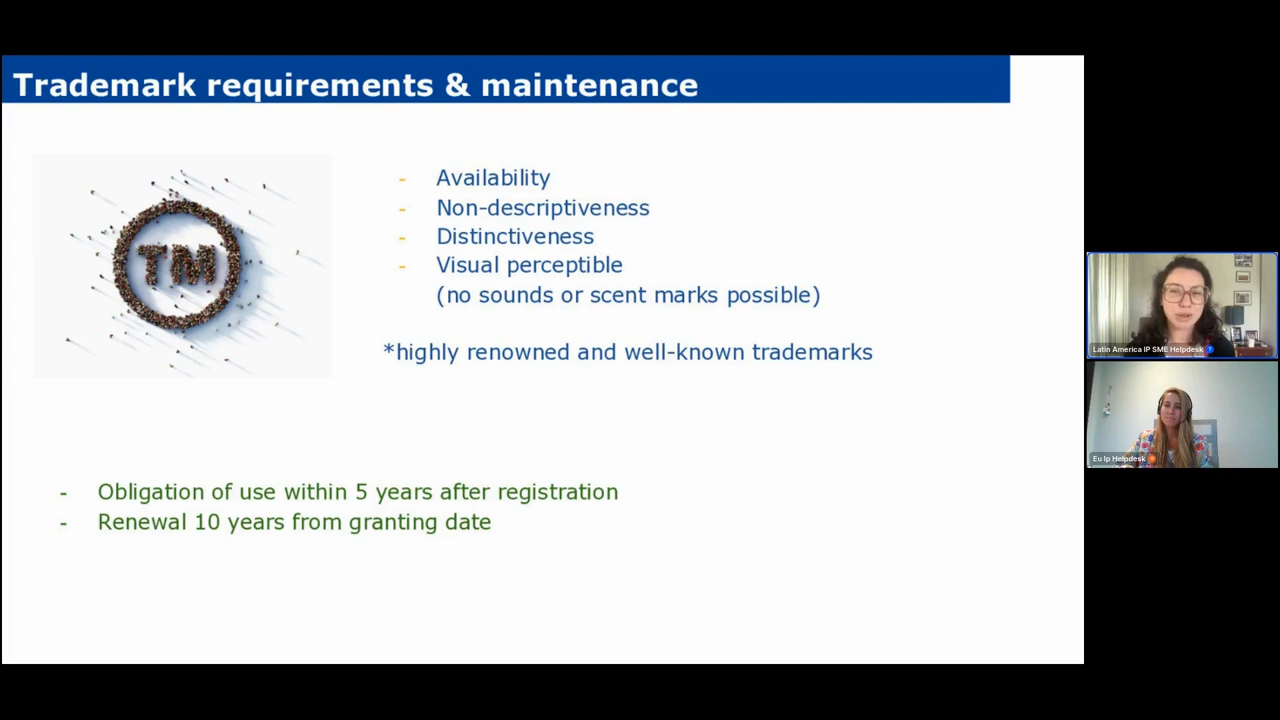 Trademark requirements & maintenance
TM
- Availability
- Non-descriptiveness
- Distinctiveness
- Visual perceptible
(no sounds or scent marks possible)
*highly renowned and well-known trademarks
- Obligation of use within 5 years after registration
- Renewal 10 years from granting date
Latin America IP SME Helpdesk
Eu Ip Helpdesk